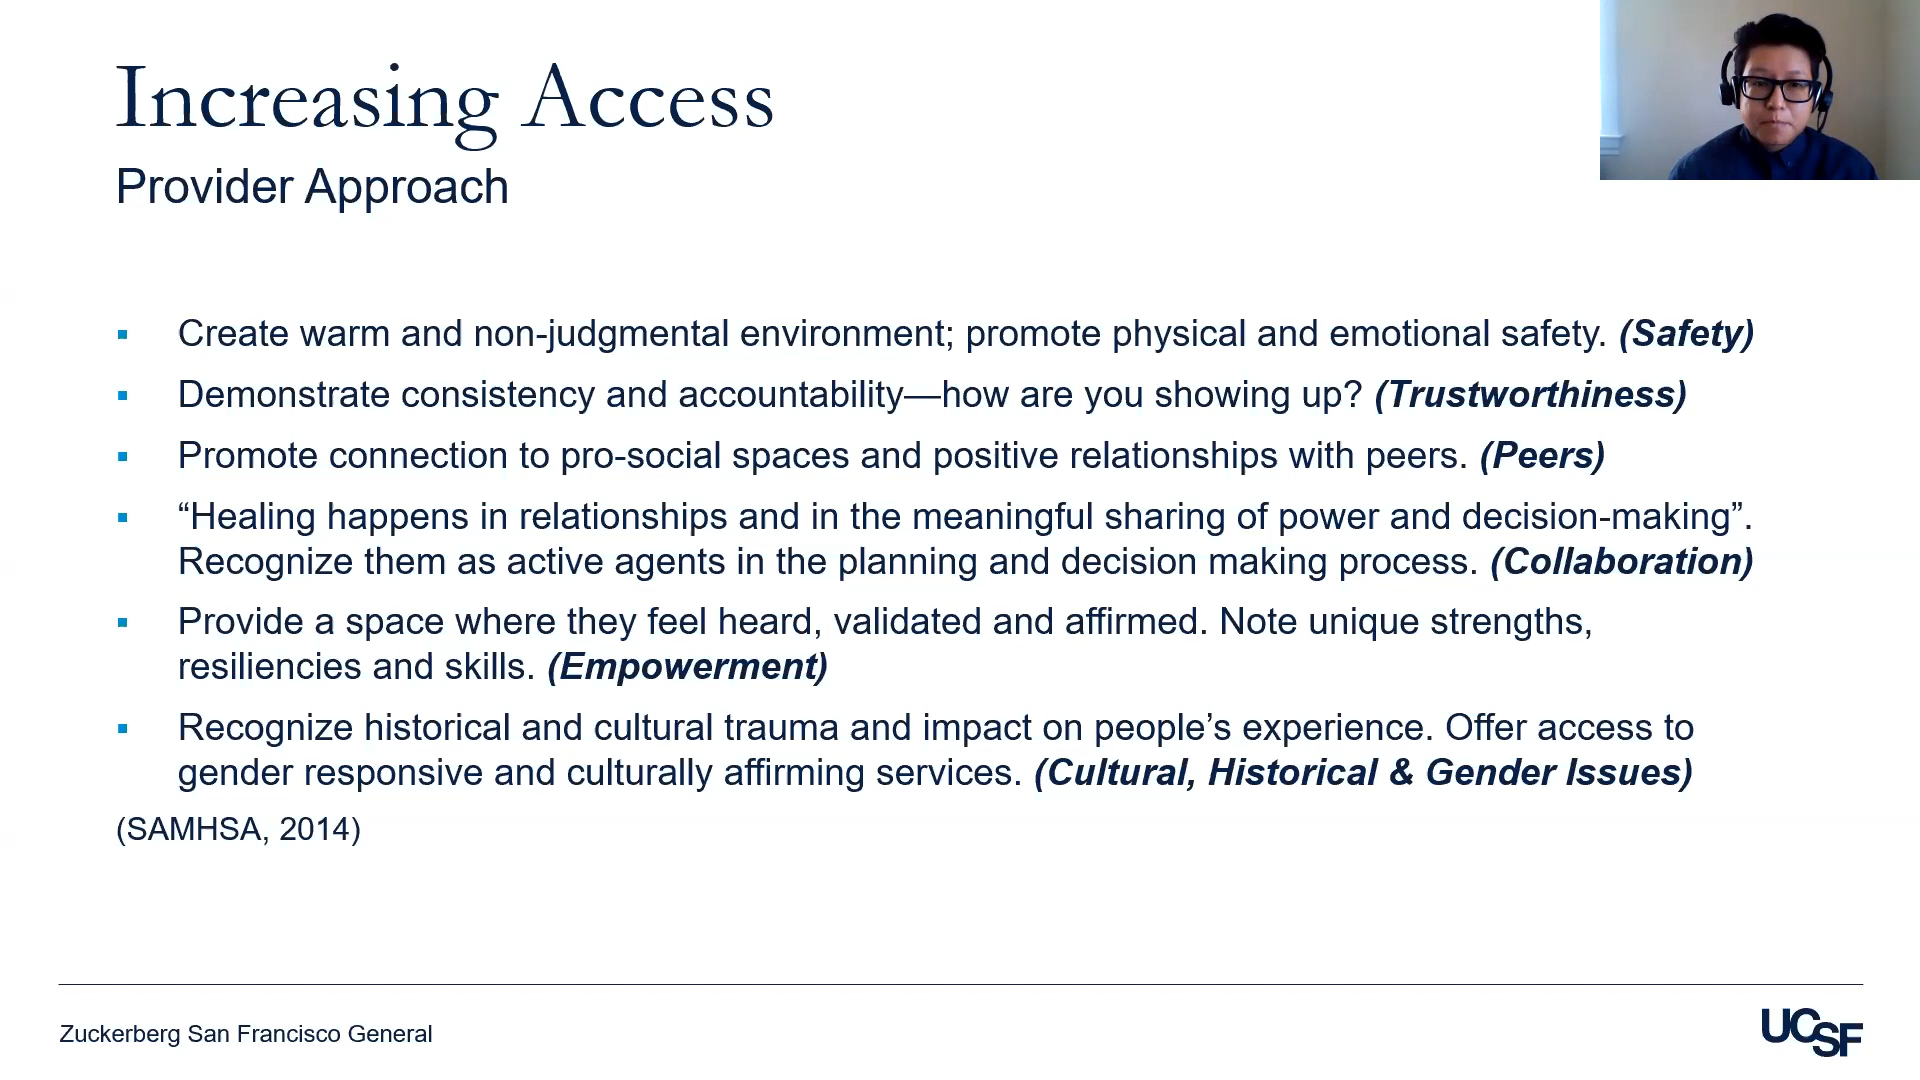 Increasing Access
Provider Approach
▪ Create warm and non-judgmental environment; promote physical and emotional safety. (Safety)
▪ Demonstrate consistency and accountability—how are you showing up? (Trustworthiness)
▪ Promote connection to pro-social spaces and positive relationships with peers. (Peers)
▪ “Healing happens in relationships and in the meaningful sharing of power and decision-making”.
Recognize them as active agents in the planning and decision making process. (Collaboration)
▪ Provide a space where they feel heard, validated and affirmed. Note unique strengths,
resiliencies and skills. (Empowerment)
▪ Recognize historical and cultural trauma and impact on people’s experience. Offer access to
gender responsive and culturally affirming services. (Cultural, Historical & Gender Issues)
(SAMHSA, 2014)
Zuckerberg San Francisco General
UCSF